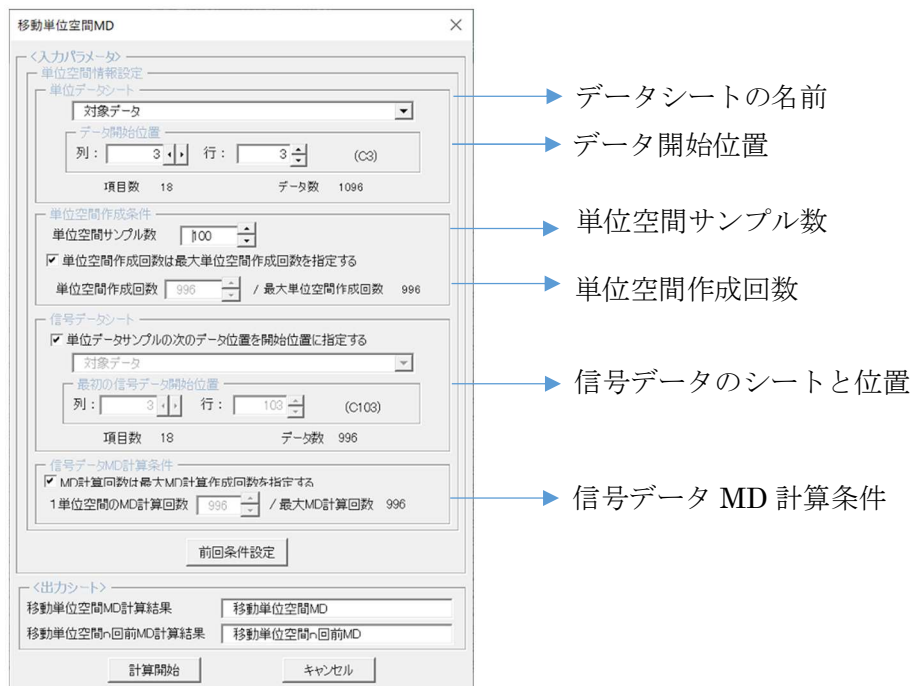 移動単位空間MD
<入力パラメータ>
単位空間情報設定
単位データシート
対象データ
データ開始位置
列: 3 行: 3 (C3)
項目数 18 データ数 1096
単位空間作成条件
単位空間サンプル数 100
単位空間作成回数は最大単位空間作成回数を指定する
単位空間作成回数 996 / 最大単位空間作成回数 996
信号データシート
単位データサンプルの次のデータ位置を開始位置に指定する
対象データ
最初の信号データ開始位置
列: 3 行: 103 (C103)
項目数 18 データ数 996
信号データMD計算条件
MD計算回数は最大MD計算作成回数を指定する
1単位空間のMD計算回数 996 / 最大MD計算回数 996
前回条件設定
<出力シート>
移動単位空間MD計算結果 移動単位空間MD
移動単位空間n回前MD計算結果 移動単位空間n回前MD
計算開始 キャンセル
データシートの名前
データ開始位置
単位空間サンプル数
単位空間作成回数
信号データのシートと位置
信号データ MD 計算条件